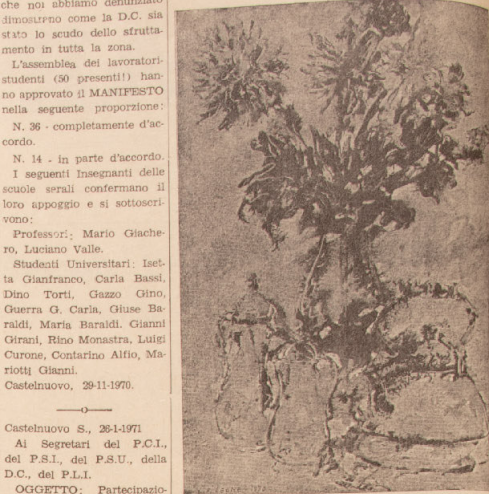 che noi abbiamo denunziato
dimostrno come la D.C. sia
stato lo scudo dello sfrutta-
mento in tutta la zona.
L'assemblea dei lavoratori-
studenti (50 presenti!) han-
no approvato il MANIFESTO
nella seguente proporzione:
N. 36 - completamente d'ac-
cordo.
N. 14 - in parte d'accordo.
I seguenti Insegnanti delle
scuole serali confermano il
loro appoggio e si sottoscri-
vono:
Professori: Mario Giache-
ro, Luciano Valle.
Studenti Universitari: Iset-
ta Gianfranco, Carla Bassi,
Dino Torti, Gazzo Gino,
Guerra G. Carla, Giuse Ba-
raldi, Maria Baraldi. Gianni
Girani, Rino Monastra, Luigi
Curone, Contarino Alfio, Ma-
riotti Gianni.
Castelnuovo, 29-11-1970.
Castelnuovo S., 26-1-1971
Ai Segretari del P.C.I.,
del P.S.I., del P.S.U., della
D.C., del P.L.I.
OGGETTO: Partecipazio-